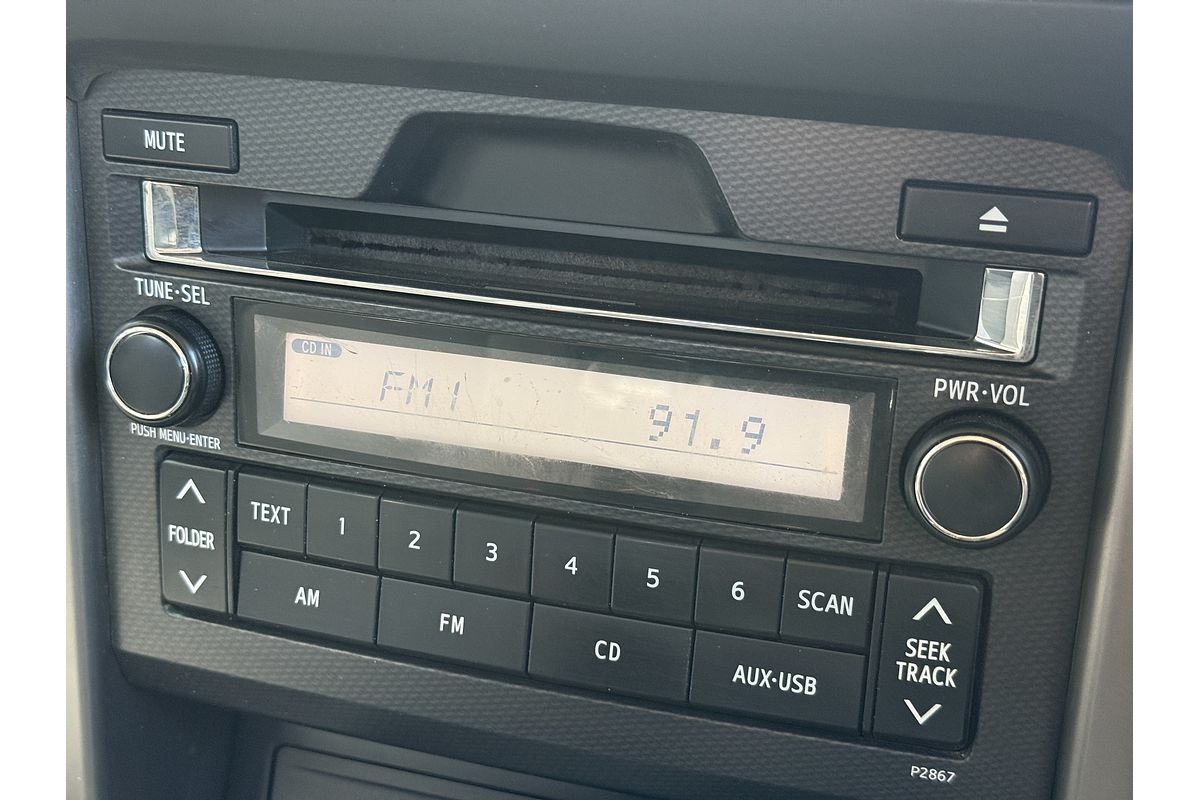 MUTE
TUNE·SEL
CD IN
FM1 91.9
PWR·VOL
PUSH MENU·ENTER
FOLDER
TEXT 1 2 3 4 5 6 SCAN
AM FM CD AUX·USB
SEEK
TRACK
P2867